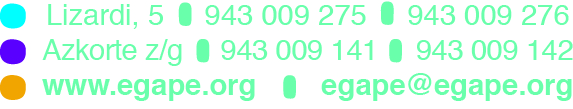 Lizardi, 5 943 009 275 943 009 276
Azkorte z/g 943 009 141 943 009 142
www.egape.org egape@egape.org